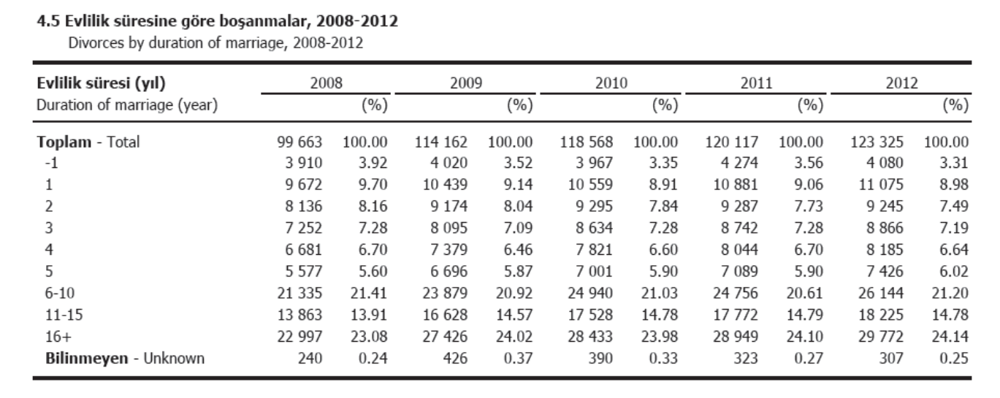 4.5 Evlilik süresine göre boşanmalar, 2008-2012
Divorces by duration of marriage, 2008-2012
Evlilik süresi (yıl) 2008 2009 2010 2011 2012
Duration of marriage (year) (%) (%) (%) (%) (%)
Toplam - Total 99 663 100.00 114 162 100.00 118 568 100.00 120 117 100.00 123 325 100.00
-1 3 910 3.92 4 020 3.52 3 967 3.35 4 274 3.56 4 080 3.31
1 9 672 9.70 10 439 9.14 10 559 8.91 10 881 9.06 11 075 8.98
2 8 136 8.16 9 174 8.04 9 295 7.84 9 287 7.73 9 245 7.49
3 7 252 7.28 8 095 7.09 8 634 7.28 8 742 7.28 8 866 7.19
4 6 681 6.70 7 379 6.46 7 821 6.60 8 044 6.70 8 185 6.64
5 5 577 5.60 6 696 5.87 7 001 5.90 7 089 5.90 7 426 6.02
6-10 21 335 21.41 23 879 20.92 24 940 21.03 24 756 20.61 26 144 21.20
11-15 13 863 13.91 16 628 14.57 17 528 14.78 17 772 14.79 18 225 14.78
16+ 22 997 23.08 27 426 24.02 28 433 23.98 28 949 24.10 29 772 24.14
Bilinmeyen - Unknown 240 0.24 426 0.37 390 0.33 323 0.27 307 0.25